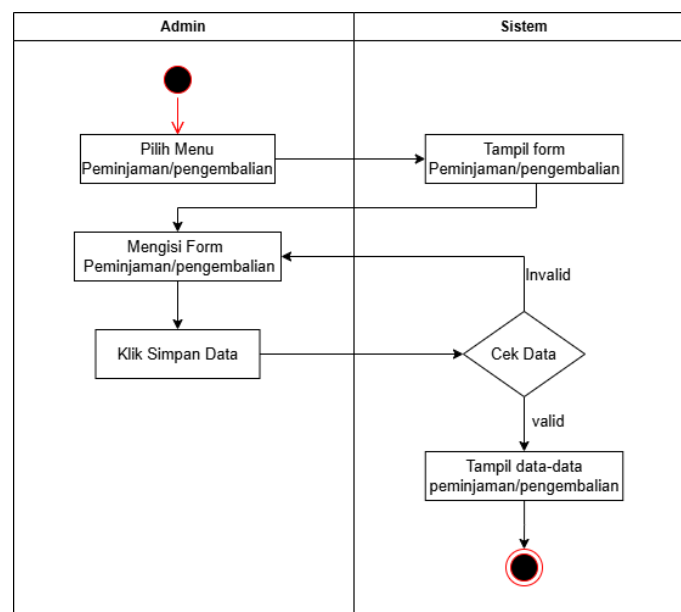 Admin
Sistem
Pilih Menu
Peminjaman/pengembalian
Tampil form
Peminjaman/pengembalian
Mengisi Form
Peminjaman/pengembalian
Invalid
Klik Simpan Data
Cek Data
valid
Tampil data-data
peminjaman/pengembalian